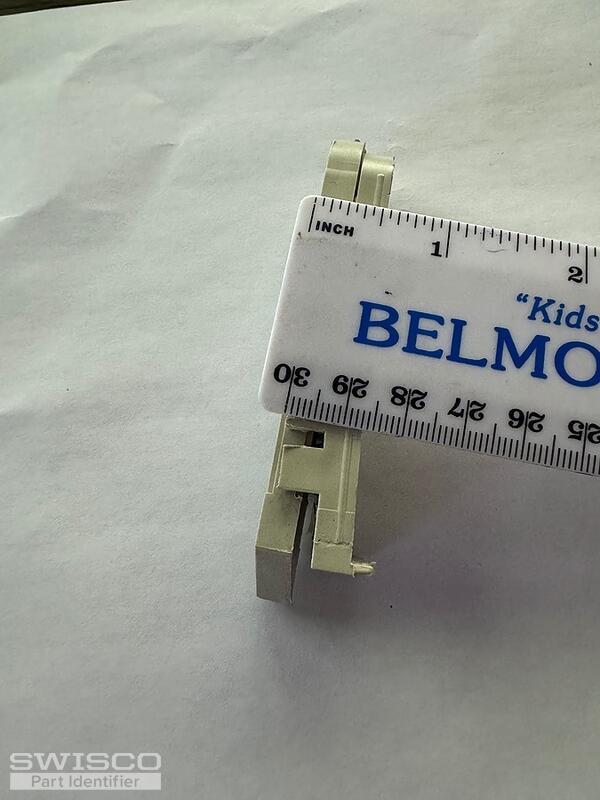 INCH
1
2
"Kids
BELMO
30 29 28 27 26 25
SWISCO
Part Identifier